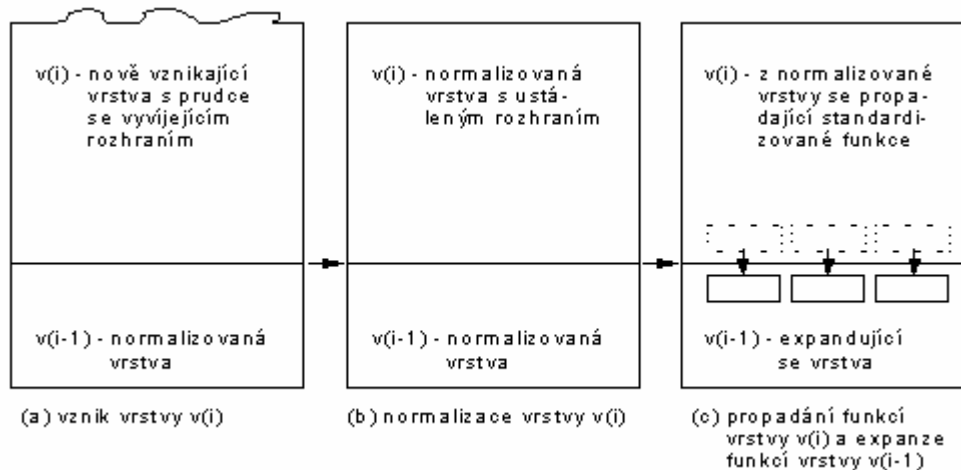 v(i) - nově vznikající
vrstva s prudce
se vyvíjejícím
rozhraním
v(i-1) - normalizovaná
vrstva
(a) vznik vrstvy v(i)
v(i) - normalizovaná
vrstva s ustá-
leným rozhraním
v(i-1) - normalizovaná
vrstva
(b) normalizace vrstvy v(i)
v(i) - z normalizované
vrstvy se propa-
dající standardi-
zované funkce
v(i-1) - expandující
se vrstva
(c) propadání funkcí
vrstvy v(i) a expanze
funkcí vrstvy v(i-1)